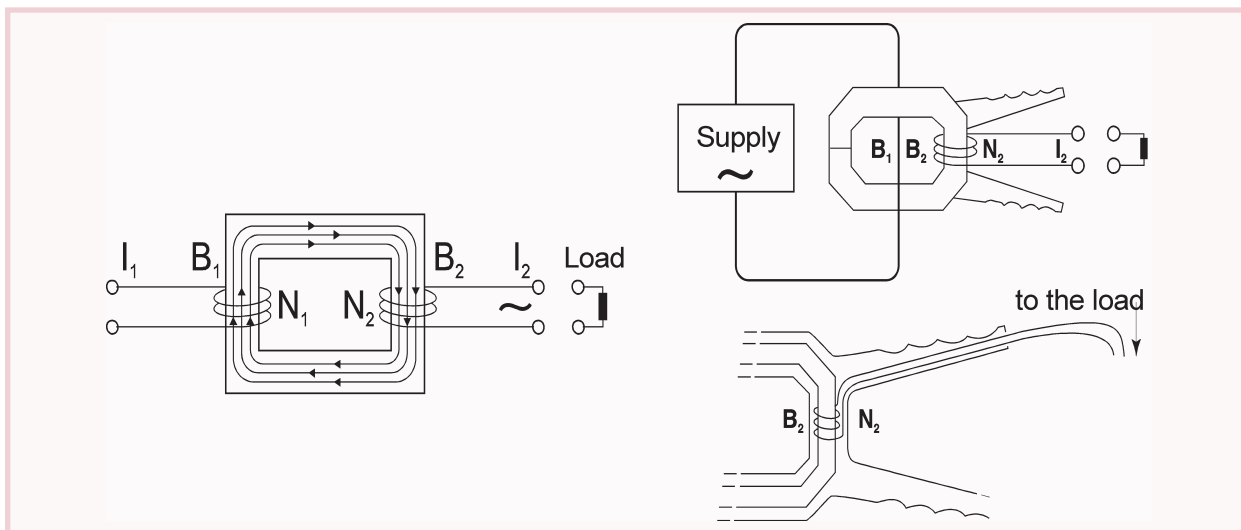 I₁
B₁
N₁
N₂
B₂
I₂
~
Load
Supply
~
B₁
B₂
N₂
I₂
to the load
B₂
N₂